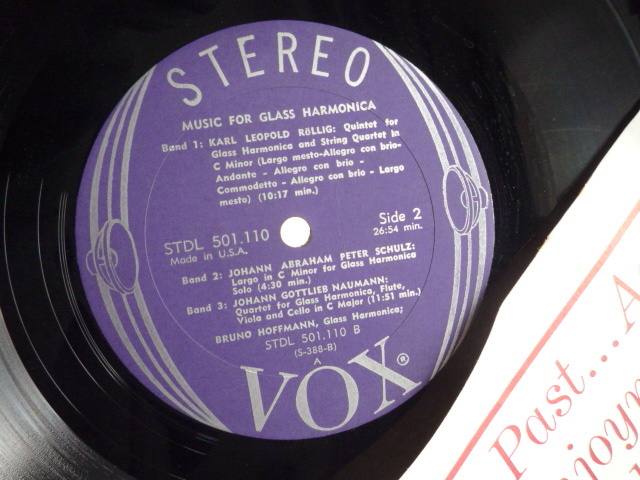 STEREO
MUSIC FOR GLASS HARMONICA
Band 1: KARL LEOPOLD RÖLLIG: Quintet for
Glass Harmonica and String Quartet in
C Minor (Largo mesto-Allegro con brio-
Andante - Allegro con brio -
Commodetto - Allegro con brio - Largo
mesto) (10:17 min.)
STDL 501.110
Made in U.S.A.
Side 2
26:54 min.
Band 2: JOHANN ABRAHAM PETER SCHULZ:
Largo in C Minor for Glass Harmonica
Solo (4:30 min.)
Band 3: JOHANN GOTTLIEB NAUMANN:
Quartet for Glass Harmonica, Flute,
Viola and Cello in C Major (11:51 min.)
BRUNO HOFFMANN, Glass Harmonica;
STDL 501.110 B
(S-388-B)
A
VOX®
Past...